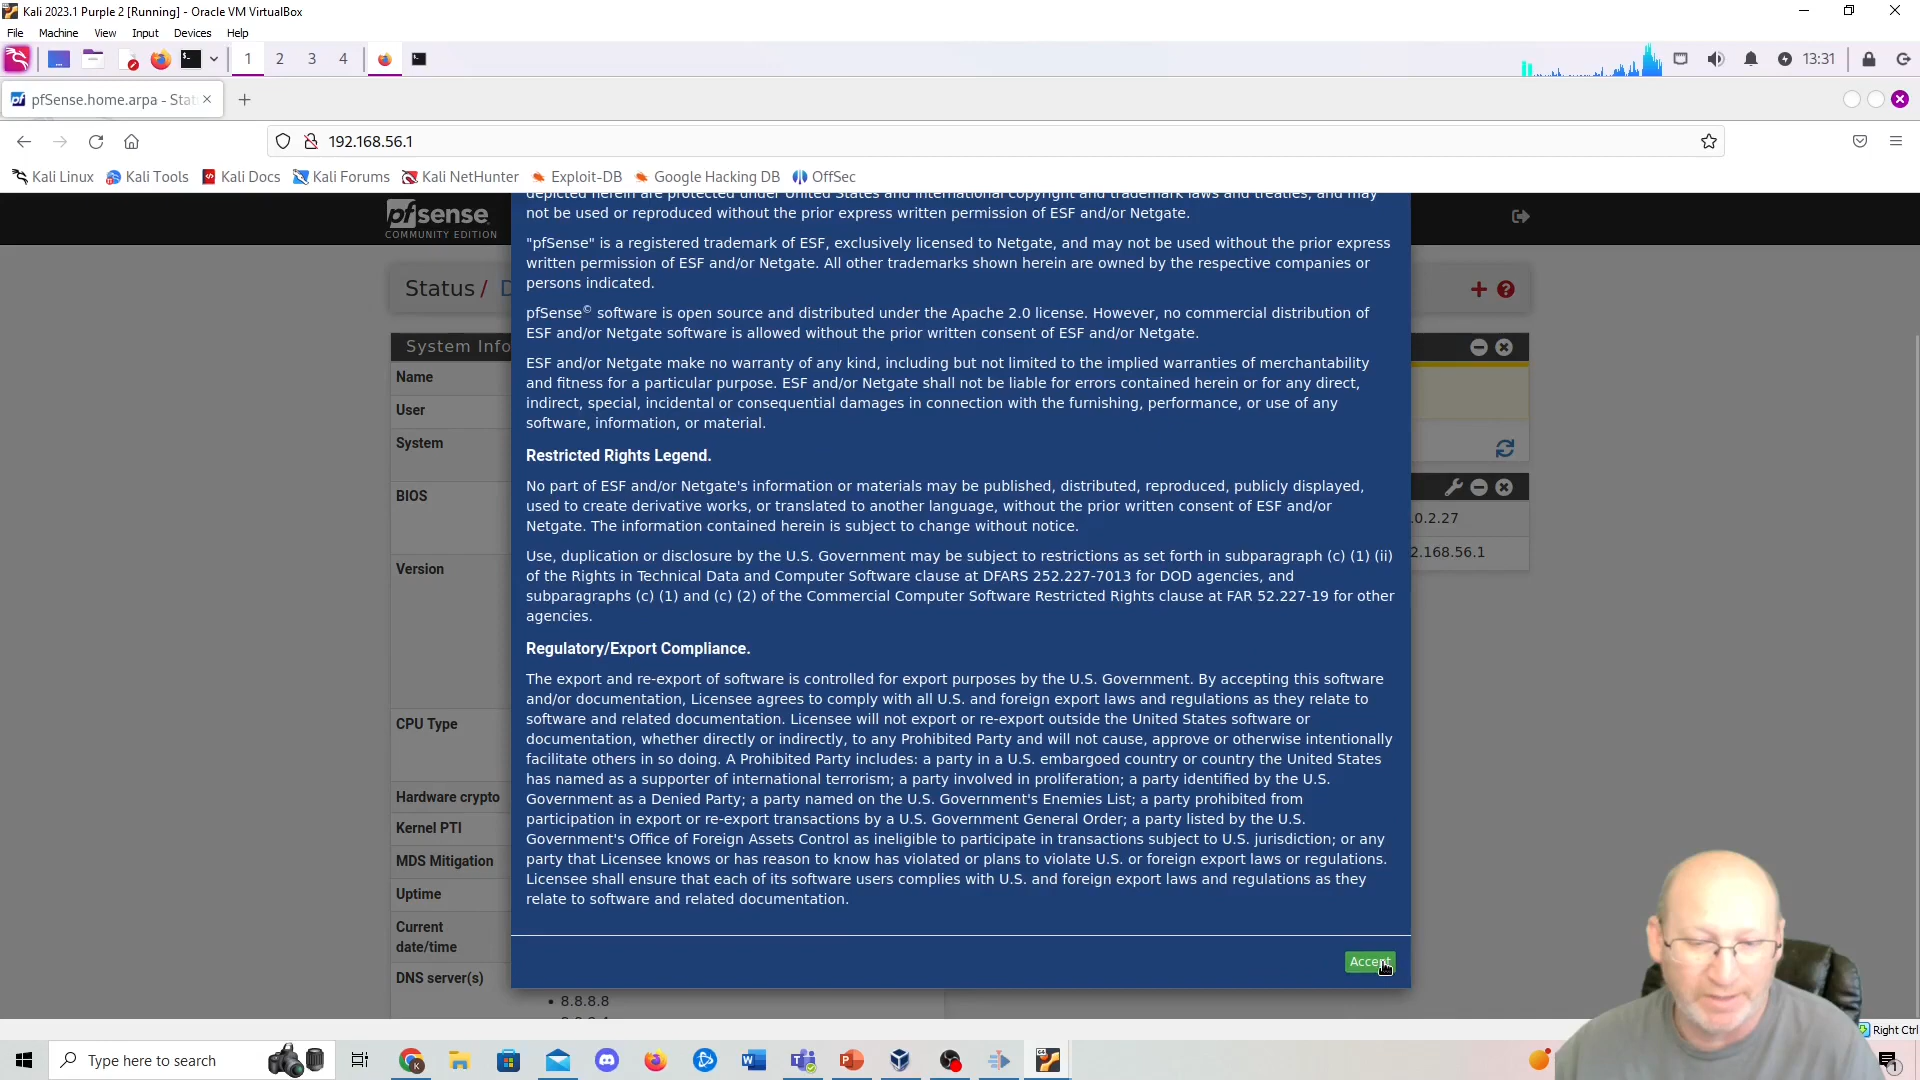 Kali 2023.1 Purple 2 [Running] - Oracle VM VirtualBox
File Machine View Input Devices Help
1 2 3 4
13:31
pfSense.home.arpa - Stat
192.168.56.1
Kali Linux Kali Tools Kali Docs Kali Forums Kali NetHunter Exploit-DB Google Hacking DB OffSec
pfsense
COMMUNITY EDITION
Status /
System Info
Name
User
System
BIOS
Version
CPU Type
Hardware crypto
Kernel PTI
MDS Mitigation
Uptime
Current
date/time
DNS server(s)
8.8.8.8
depicted herein are protected under United States and international copyright and trademark laws and treaties, and may
not be used or reproduced without the prior express written permission of ESF and/or Netgate.
"pfSense" is a registered trademark of ESF, exclusively licensed to Netgate, and may not be used without the prior express
written permission of ESF and/or Netgate. All other trademarks shown herein are owned by the respective companies or
persons indicated.
pfSense© software is open source and distributed under the Apache 2.0 license. However, no commercial distribution of
ESF and/or Netgate software is allowed without the prior written consent of ESF and/or Netgate.
ESF and/or Netgate make no warranty of any kind, including but not limited to the implied warranties of merchantability
and fitness for a particular purpose. ESF and/or Netgate shall not be liable for errors contained herein or for any direct,
indirect, special, incidental or consequential damages in connection with the furnishing, performance, or use of any
software, information, or material.
Restricted Rights Legend.
No part of ESF and/or Netgate's information or materials may be published, distributed, reproduced, publicly displayed,
used to create derivative works, or translated to another language, without the prior written consent of ESF and/or
Netgate. The information contained herein is subject to change without notice.
Use, duplication or disclosure by the U.S. Government may be subject to restrictions as set forth in subparagraph (c) (1) (ii)
of the Rights in Technical Data and Computer Software clause at DFARS 252.227-7013 for DOD agencies, and
subparagraphs (c) (1) and (c) (2) of the Commercial Computer Software Restricted Rights clause at FAR 52.227-19 for other
agencies.
Regulatory/Export Compliance.
The export and re-export of software is controlled for export purposes by the U.S. Government. By accepting this software
and/or documentation, Licensee agrees to comply with all U.S. and foreign export laws and regulations as they relate to
software and related documentation. Licensee will not export or re-export outside the United States software or
documentation, whether directly or indirectly, to any Prohibited Party and will not cause, approve or otherwise intentionally
facilitate others in so doing. A Prohibited Party includes: a party in a U.S. embargoed country or country the United States
has named as a supporter of international terrorism; a party involved in proliferation; a party identified by the U.S.
Government as a Denied Party; a party named on the U.S. Government's Enemies List; a party prohibited from
participation in export or re-export transactions by a U.S. Government General Order; a party listed by the U.S.
Government's Office of Foreign Assets Control as ineligible to participate in transactions subject to U.S. jurisdiction; or any
party that Licensee knows or has reason to know has violated or plans to violate U.S. or foreign export laws or regulations.
Licensee shall ensure that each of its software users complies with U.S. and foreign export laws and regulations as they
relate to software and related documentation.
Accept
.0.2.27
2.168.56.1
Right Ctrl
Type here to search